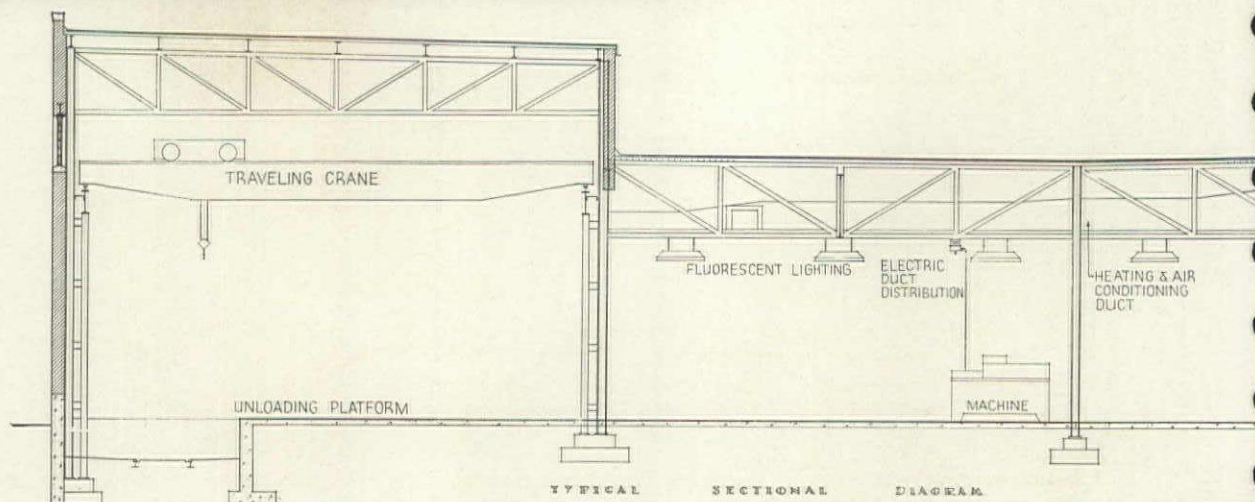 TRAVELING CRANE
FLUORESCENT LIGHTING
ELECTRIC
DUCT
DISTRIBUTION
HEATING & AIR
CONDITIONING
DUCT
UNLOADING PLATFORM
MACHINE
TYPICAL SECTIONAL DIAGRAM